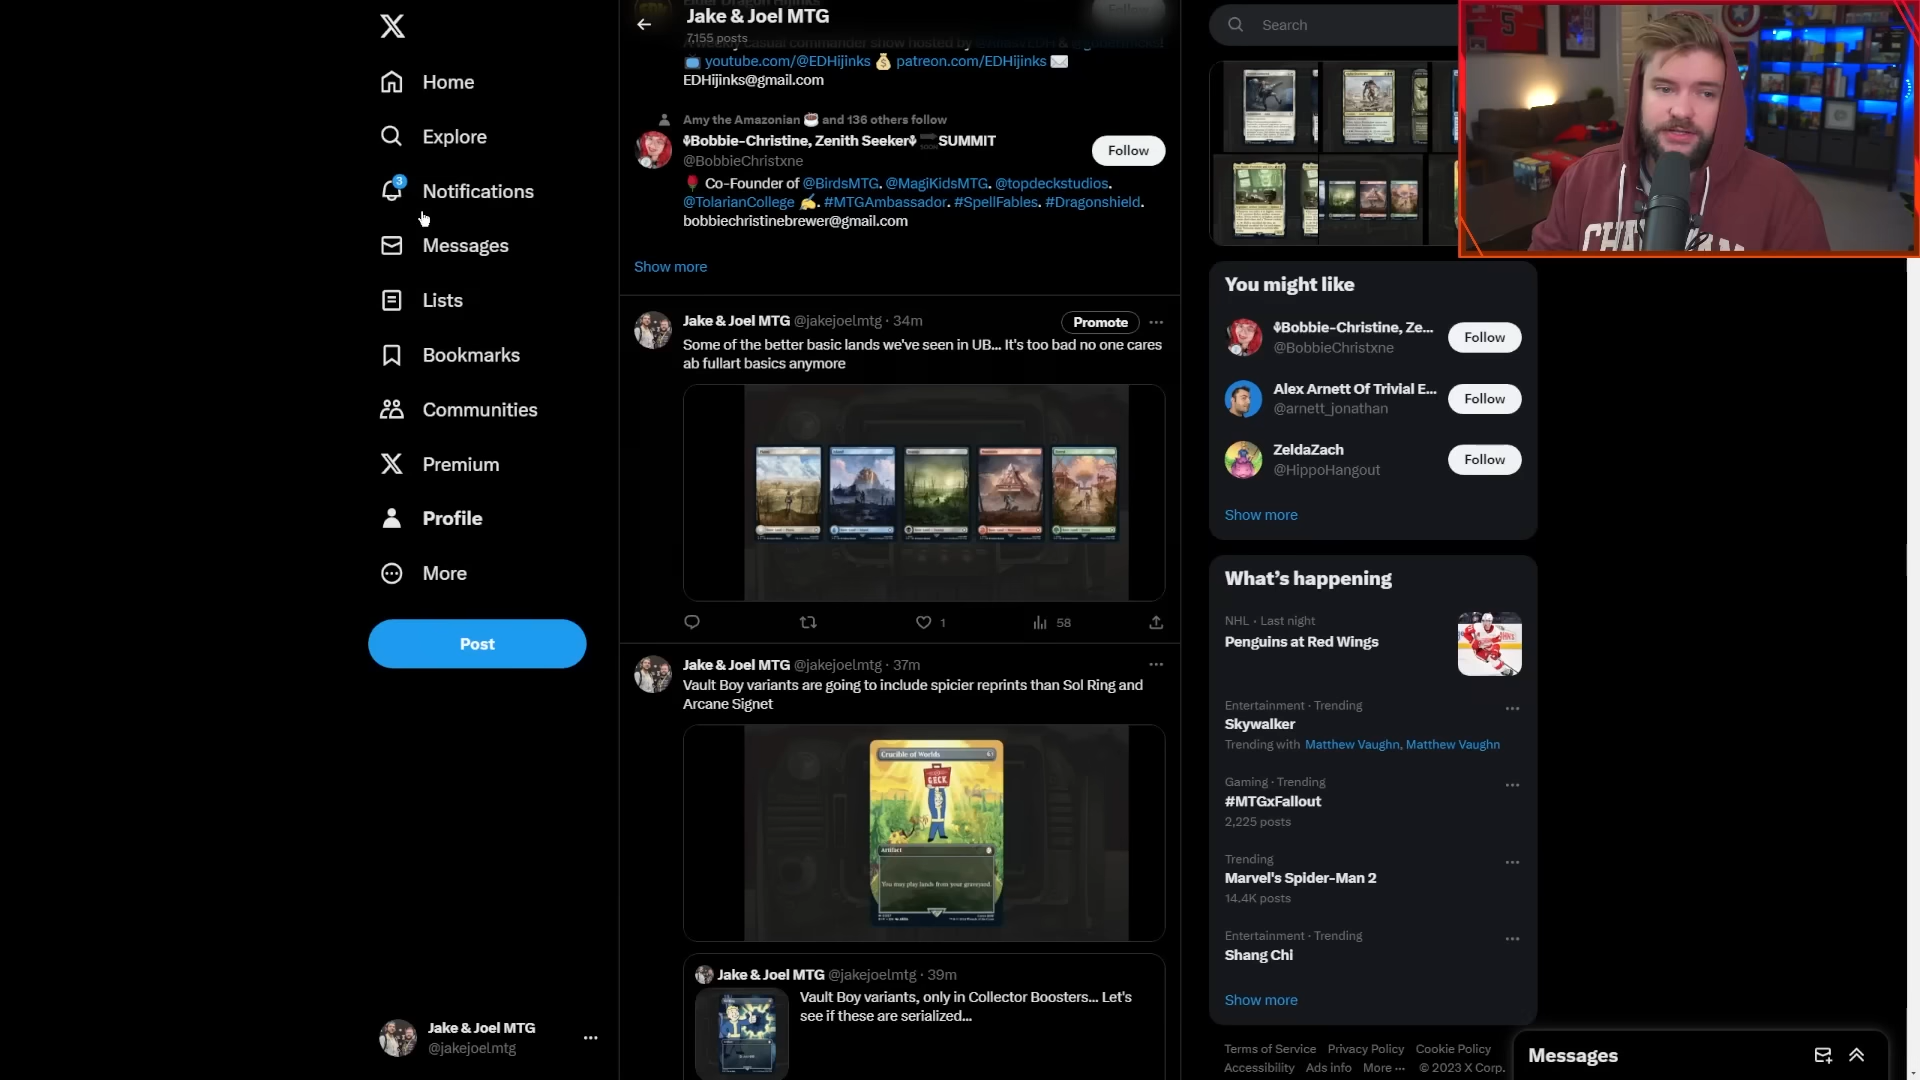 Home
Explore
3
Notifications
Messages
Lists
Bookmarks
Communities
Premium
Profile
More
Post
Jake & Joel MTG
@jakejoelmtg
Jake & Joel MTG
7,155 posts
youtube.com/@EDHijinks patreon.com/EDHijinks
EDHijinks@gmail.com
Amy the Amazonian and 136 others follow
Bobbie-Christine, Zenith Seeker SOON SUMMIT
@BobbieChristxne
Follow
Co-Founder of @BirdsMTG. @MagiKidsMTG. @topdeckstudios.
@TolarianCollege. #MTGAmbassador. #SpellFables. #Dragonshield.
bobbiechristinebrewer@gmail.com
Show more
Jake & Joel MTG @jakejoelmtg · 34m
Promote
Some of the better basic lands we've seen in UB... It's too bad no one cares
ab fullart basics anymore
1
58
Jake & Joel MTG @jakejoelmtg · 37m
Vault Boy variants are going to include spicier reprints than Sol Ring and
Arcane Signet
Crucible of Worlds
GECK
Artifact
You may play lands from your graveyard.
Jake & Joel MTG @jakejoelmtg · 39m
Vault Boy variants, only in Collector Boosters... Let's
see if these are serialized...
Search
You might like
Bobbie-Christine, Ze...
@BobbieChristxne
Follow
Alex Arnett Of Trivial E...
@arnett_jonathan
Follow
ZeldaZach
@HippoHangout
Follow
Show more
What's happening
NHL · Last night
Penguins at Red Wings
Entertainment · Trending
Skywalker
Trending with Matthew Vaughn, Matthew Vaughn
Gaming · Trending
#MTGxFallout
2,225 posts
Trending
Marvel's Spider-Man 2
14.4K posts
Entertainment · Trending
Shang Chi
Show more
Terms of Service Privacy Policy Cookie Policy
Accessibility Ads info More ··· © 2023 X Corp.
Messages
5